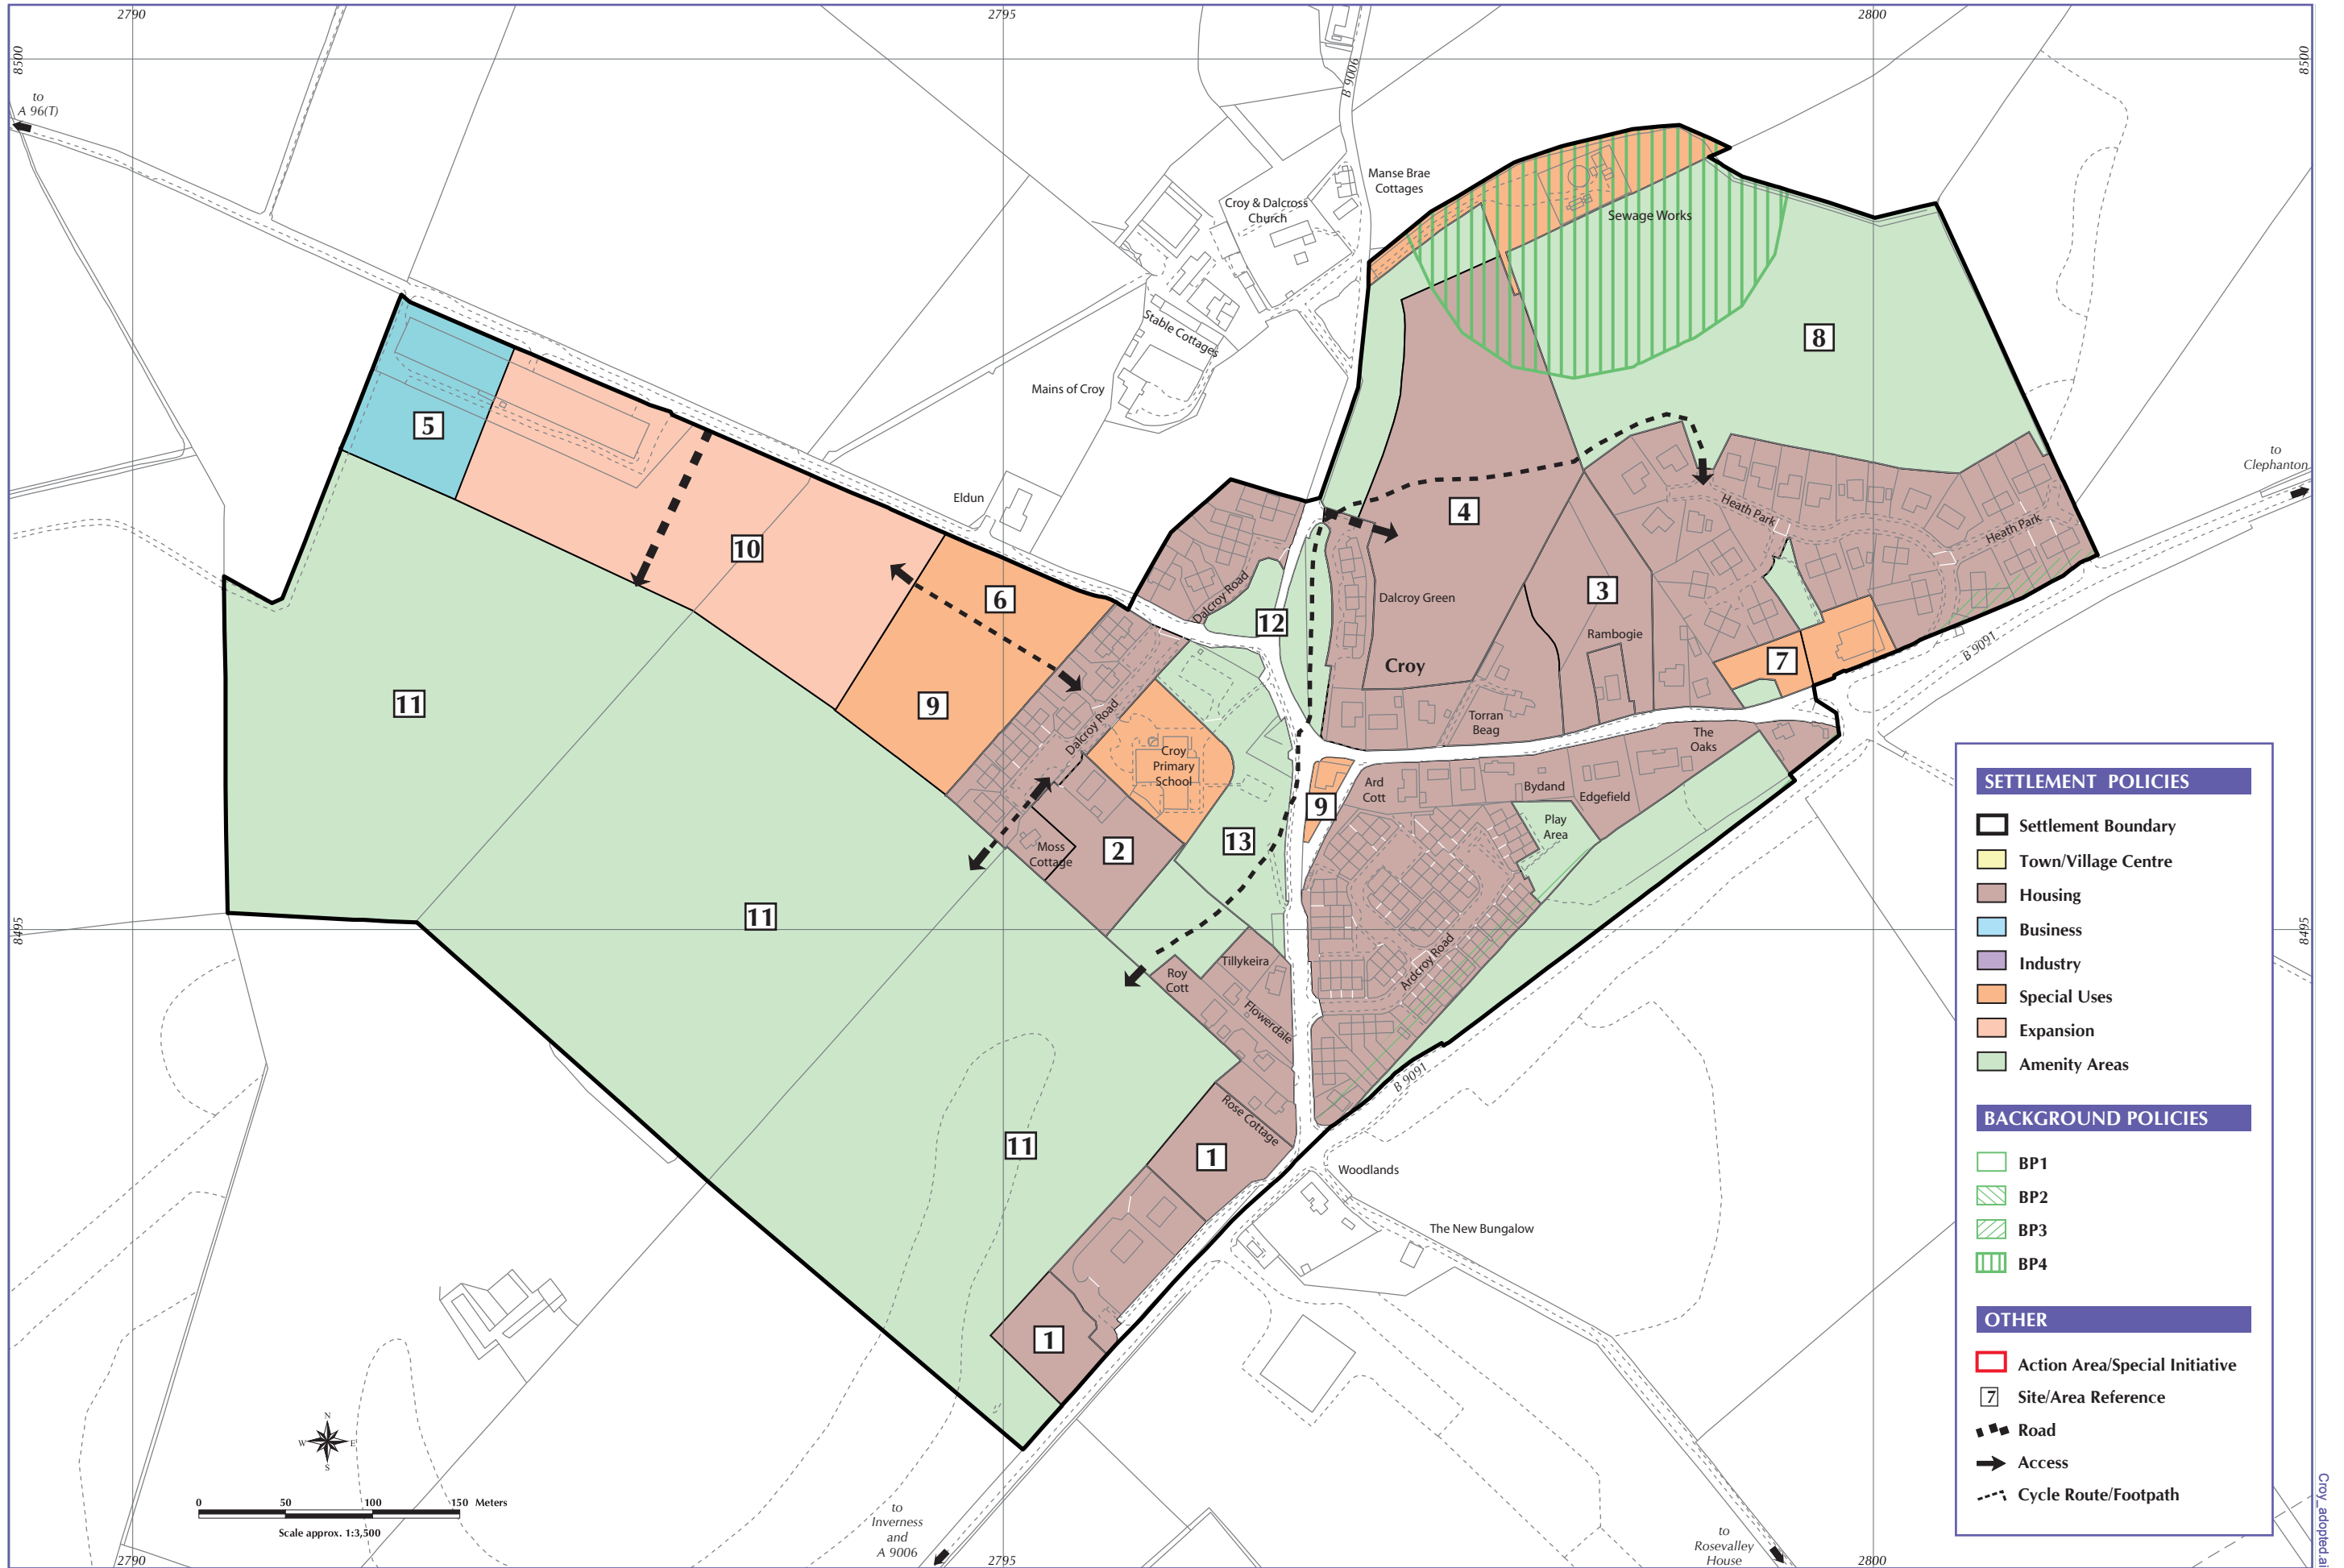 2790
2795
2800
8500
8500
to
A 96(T)
B 9006
Manse Brae
Cottages
Croy & Dalcross
Church
Sewage Works
Stable Cottages
Mains of Croy
8
5
to
Clephanton
Eldun
4
Heath Park
Heath Park
10
6
Dalcroy Road
Dalcroy Green
3
12
Rambogie
B 9091
Croy
7
11
9
Dalcroy Road
Torran
Beag
The
Oaks
Croy
Primary
School
Ard
Cott
Bydand
Edgefield
9
Play
Area
13
2
Moss
Cottage
11
8495
8495
Tillykeira
Roy
Cott
Ardcroy Road
Flowerdale
B 9091
Rose Cottage
11
1
Woodlands
The New Bungalow
1
SETTLEMENT POLICIES
Settlement Boundary
Town/Village Centre
Housing
Business
Industry
Special Uses
Expansion
Amenity Areas
BACKGROUND POLICIES
BP1
BP2
BP3
BP4
OTHER
Action Area/Special Initiative
7 Site/Area Reference
Road
Access
Cycle Route/Footpath
N
W E
S
0 50 100 150 Meters
Scale approx. 1:3,500
to
Inverness
and
A 9006
to
Rosevalley
House
2790
2795
2800
Croy_adopted.ai